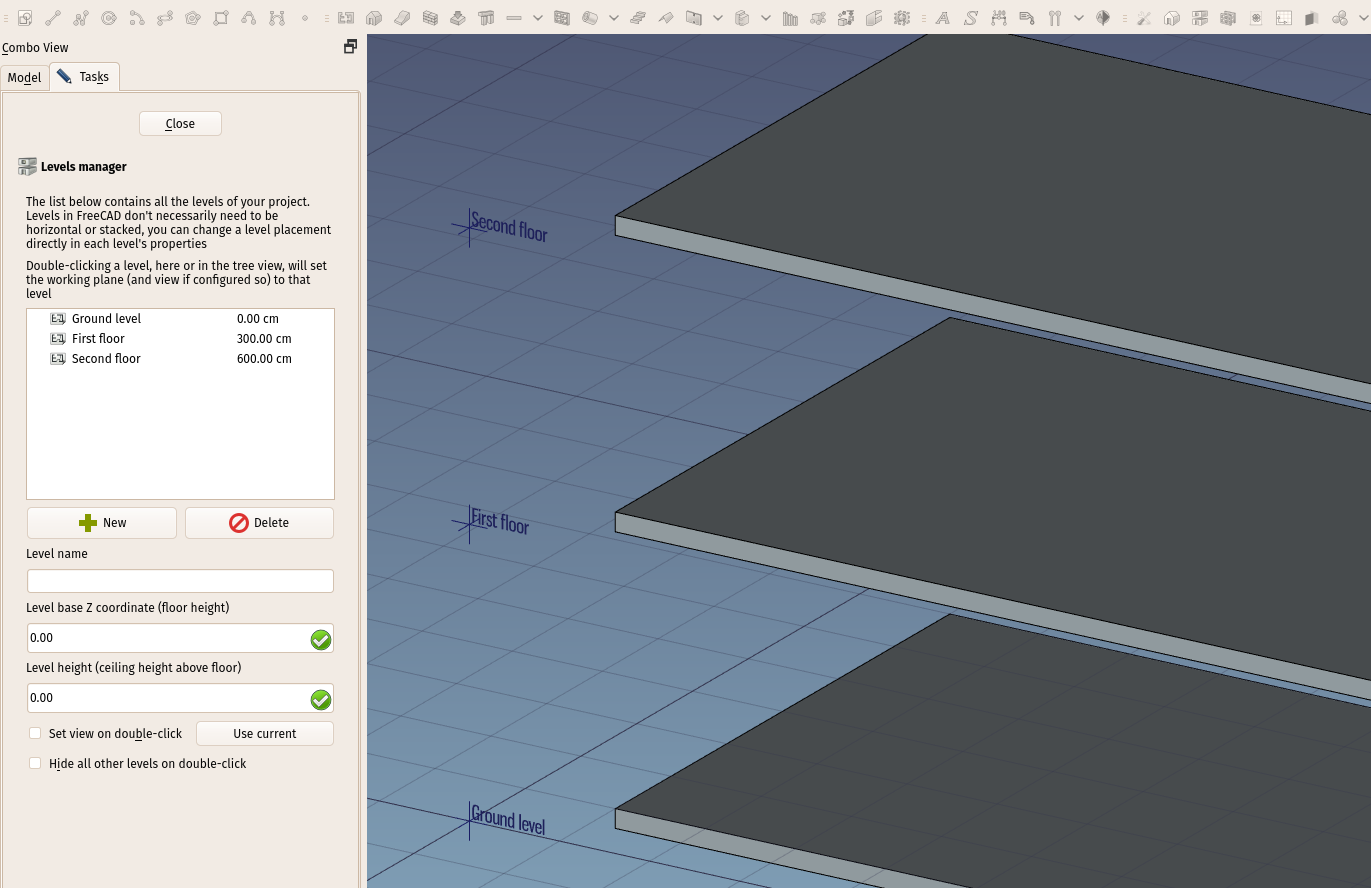 Combo View
Model
Tasks
Close
Levels manager
The list below contains all the levels of your project.
Levels in FreeCAD don't necessarily need to be
horizontal or stacked, you can change a level placement
directly in each level's properties
Double-clicking a level, here or in the tree view, will set
the working plane (and view if configured so) to that
level
Ground level 0.00 cm
First floor 300.00 cm
Second floor 600.00 cm
New
Delete
Level name
Level base Z coordinate (floor height)
0.00
Level height (ceiling height above floor)
0.00
Set view on double-click
Use current
Hide all other levels on double-click
Second floor
First floor
Ground level